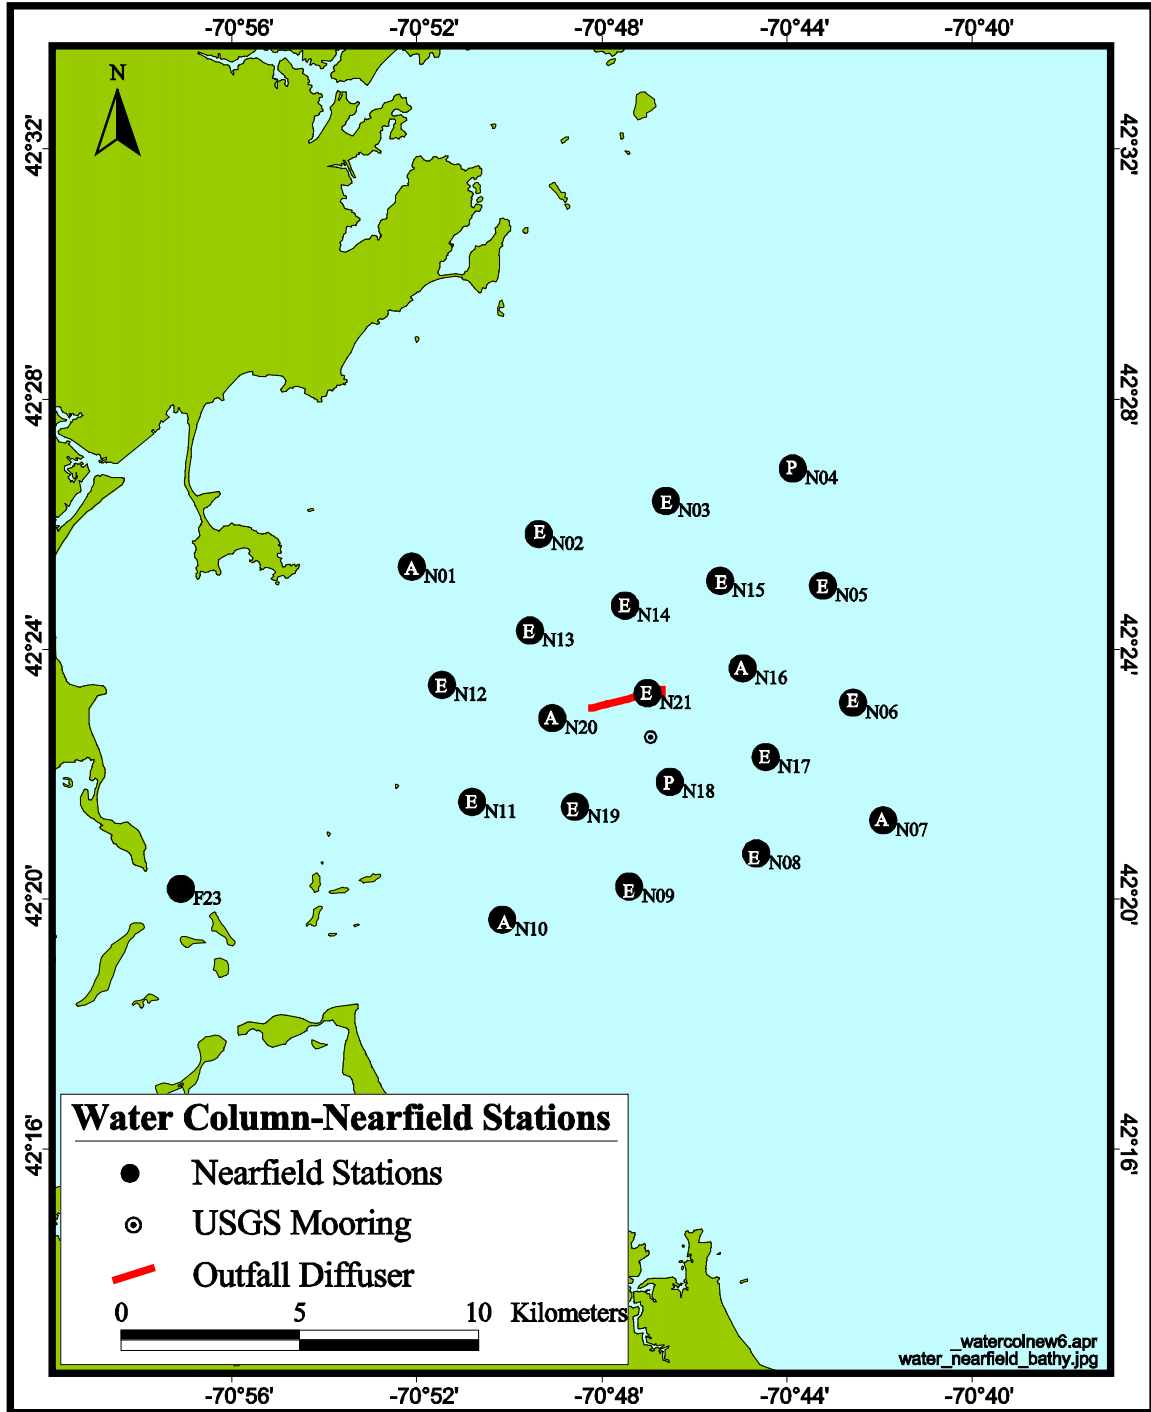 -70°56' -70°52' -70°48' -70°44' -70°40'
N
42°32' 42°32'
42°28' 42°28'
P N04
E N03
E N02
A N01
E N15
E N05
E N14
E N13
42°24' 42°24'
A N16
E N12
E N21
E N06
A N20
E N17
P N18
E N11
E N19
A N07
E N08
F23
E N09
42°20' 42°20'
A N10
Water Column-Nearfield Stations
42°16' 42°16'
Nearfield Stations
USGS Mooring
Outfall Diffuser
0 5 10 Kilometers
_watercolnew6.apr
water_nearfield_bathy.jpg
-70°56' -70°52' -70°48' -70°44' -70°40'